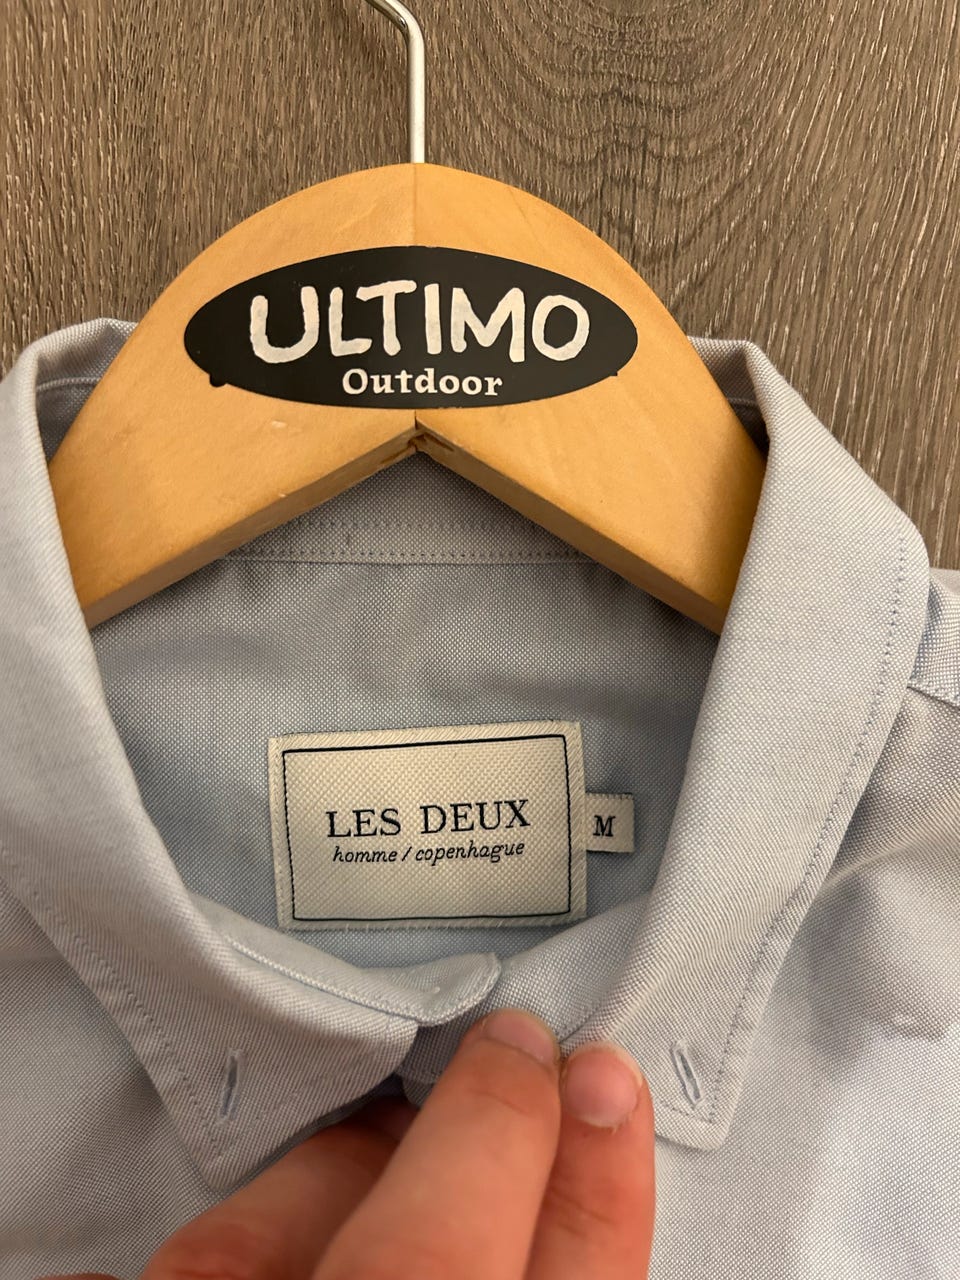 ULTIMO
Outdoor
LES DEUX
homme / copenhague
M